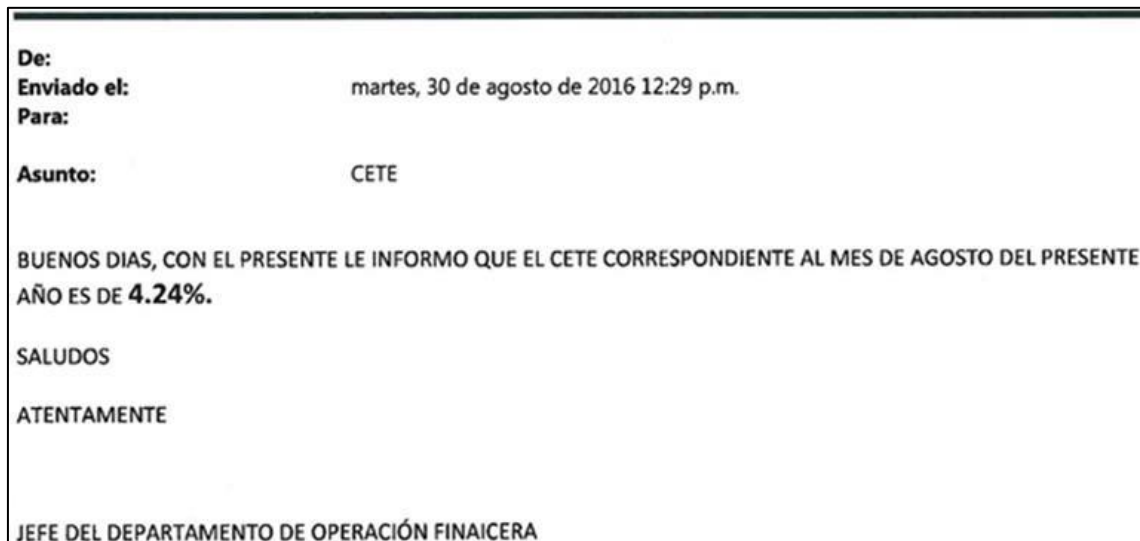 De:
Enviado el: martes, 30 de agosto de 2016 12:29 p.m.
Para:
Asunto: CETE
BUENOS DIAS, CON EL PRESENTE LE INFORMO QUE EL CETE CORRESPONDIENTE AL MES DE AGOSTO DEL PRESENTE
AÑO ES DE 4.24%.
SALUDOS
ATENTAMENTE
JEFE DEL DEPARTAMENTO DE OPERACIÓN FINAICERA